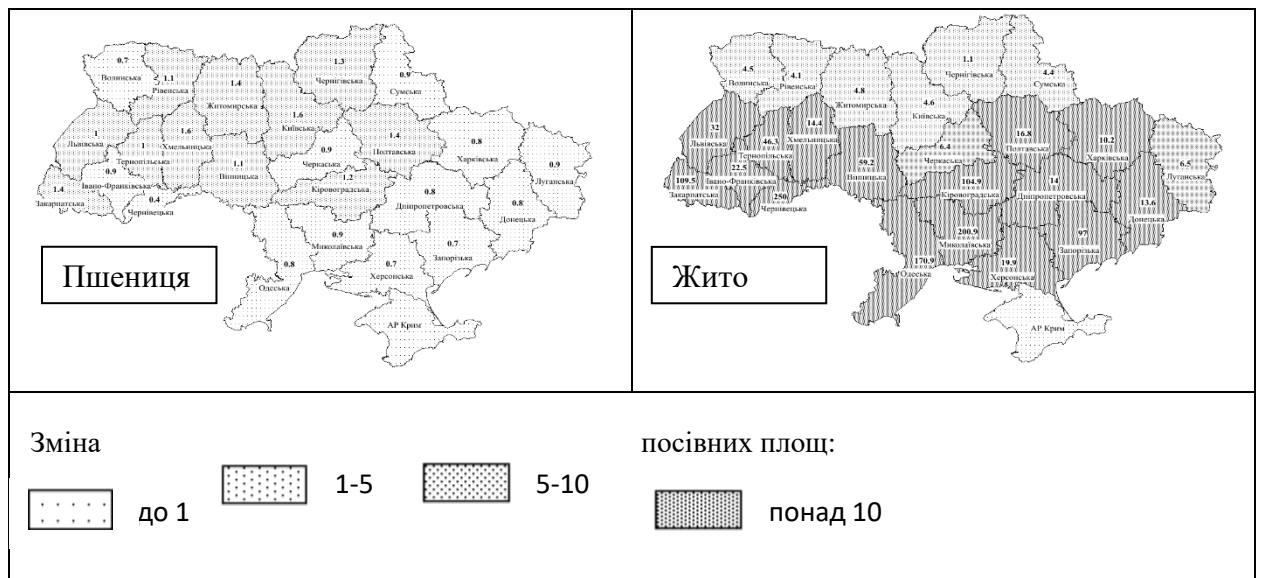 0.7
Волинська
1.1
Рівненська
1.4
Житомирська
1.3
Чернігівська
0.9
Сумська
1.6
Київська
1
Львівська
1
Тернопільська
1.6
Хмельницька
1.1
Вінницька
0.9
Черкаська
1.4
Полтавська
0.8
Харківська
0.9
Луганська
0.9
Івано-Франківська
1.4
Закарпатська
0.4
Чернівецька
1.2
Кіровоградська
0.8
Дніпропетровська
0.8
Донецька
0.9
Миколаївська
0.7
Запорізька
0.7
Херсонська
0.8
Одеська
АР Крим
Пшениця
4.5
Волинська
4.1
Рівенська
4.8
Житомирська
1.1
Чернігівська
4.4
Сумська
4.6
Київська
32
Львівська
46.3
Тернопільська
14.4
Хмельницька
59.2
Вінницька
6.4
Черкаська
16.8
Полтавська
10.2
Харківська
6.5
Луганська
22.5
Івано-Франківська
109.5
Закарпатська
250
Чернівецька
104.9
Кіровоградська
14
Дніпропетровська
13.6
Донецька
200.9
Миколаївська
97
Запорізька
19.9
Херсонська
170.9
Одеська
АР Крим
Жито
Зміна посівних площ:
до 1
1-5
5-10
понад 10